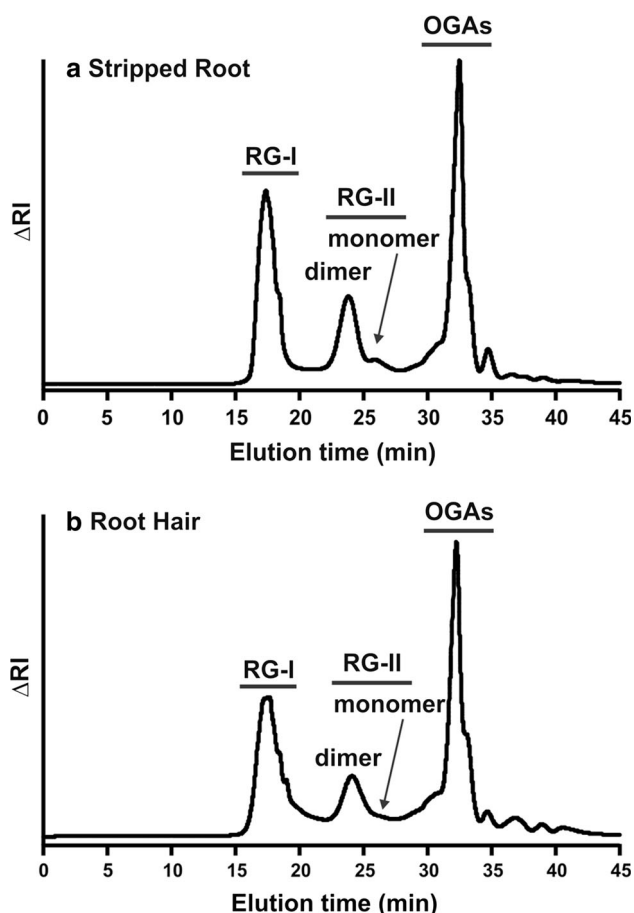 a Stripped Root
OGAs
RG-I
RG-II
monomer
dimer
ΔRI
0 5 10 15 20 25 30 35 40 45
Elution time (min)
b Root Hair
OGAs
RG-I
RG-II
monomer
dimer
ΔRI
0 5 10 15 20 25 30 35 40 45
Elution time (min)